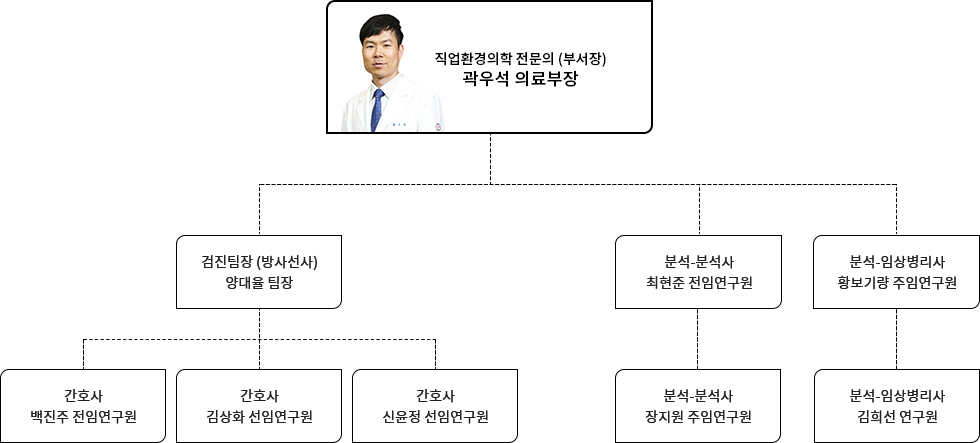 직업환경의학 전문의 (부서장)
곽우석 의료부장
검진팀장 (방사선사)
양대율 팀장
분석-분석사
최현준 전임연구원
분석-임상병리사
황보기량 주임연구원
간호사
백진주 전임연구원
간호사
김상화 선임연구원
간호사
신윤정 선임연구원
분석-분석사
장지원 주임연구원
분석-임상병리사
김희선 연구원